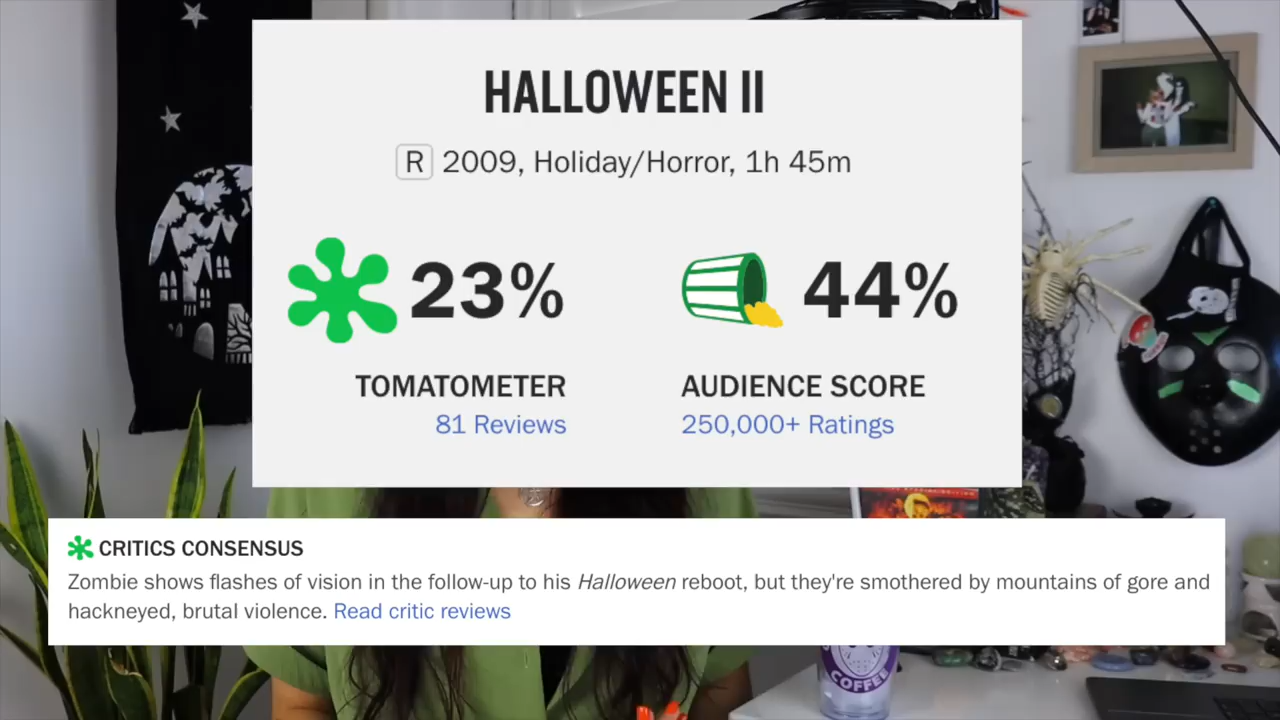 HALLOWEEN II
R 2009, Holiday/Horror, 1h 45m
23%
44%
TOMATOMETER
AUDIENCE SCORE
81 Reviews
250,000+ Ratings
CRITICS CONSENSUS
Zombie shows flashes of vision in the follow-up to his Halloween reboot, but they're smothered by mountains of gore and
hackneyed, brutal violence. Read critic reviews
COFFEE